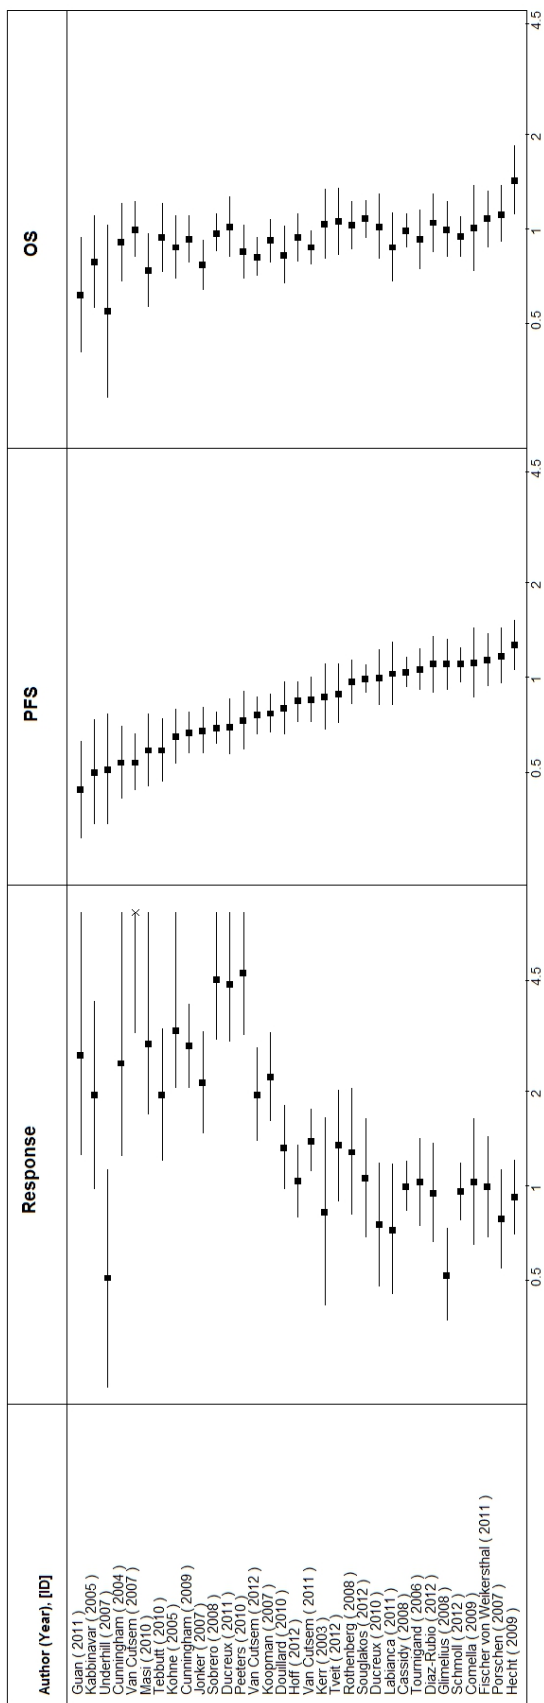 Author (Year), [ID]
Response
PFS
OS
Guan ( 2011 )
Kabbinavar ( 2005 )
Underhill ( 2007 )
Cunningham ( 2004 )
Van Cutsem ( 2007 )
Masi ( 2010 )
Tebbutt ( 2010 )
Kohne ( 2005 )
Cunningham ( 2009 )
Jonker ( 2007 )
Sobrero ( 2008 )
Ducreux ( 2011 )
Peeters ( 2010 )
Van Cutsem ( 2012 )
Koopman ( 2007 )
Douillard ( 2010 )
Hoff ( 2012 )
Van Cutsem ( 2011 )
Kerr ( 2003 )
Tveit ( 2012 )
Rothenberg ( 2008 )
Souglakos ( 2012 )
Ducreux ( 2010 )
Labianca ( 2011 )
Cassidy ( 2008 )
Tournigand ( 2006 )
Diaz-Rubio ( 2012 )
Glimelius ( 2008 )
Schmoll ( 2012 )
Comella ( 2009 )
Fischer von Weikersthal ( 2011 )
Porschen ( 2007 )
Hecht ( 2009 )
0.5 1 2 4.5
0.5 1 2 4.5
0.5 1 2 4.5